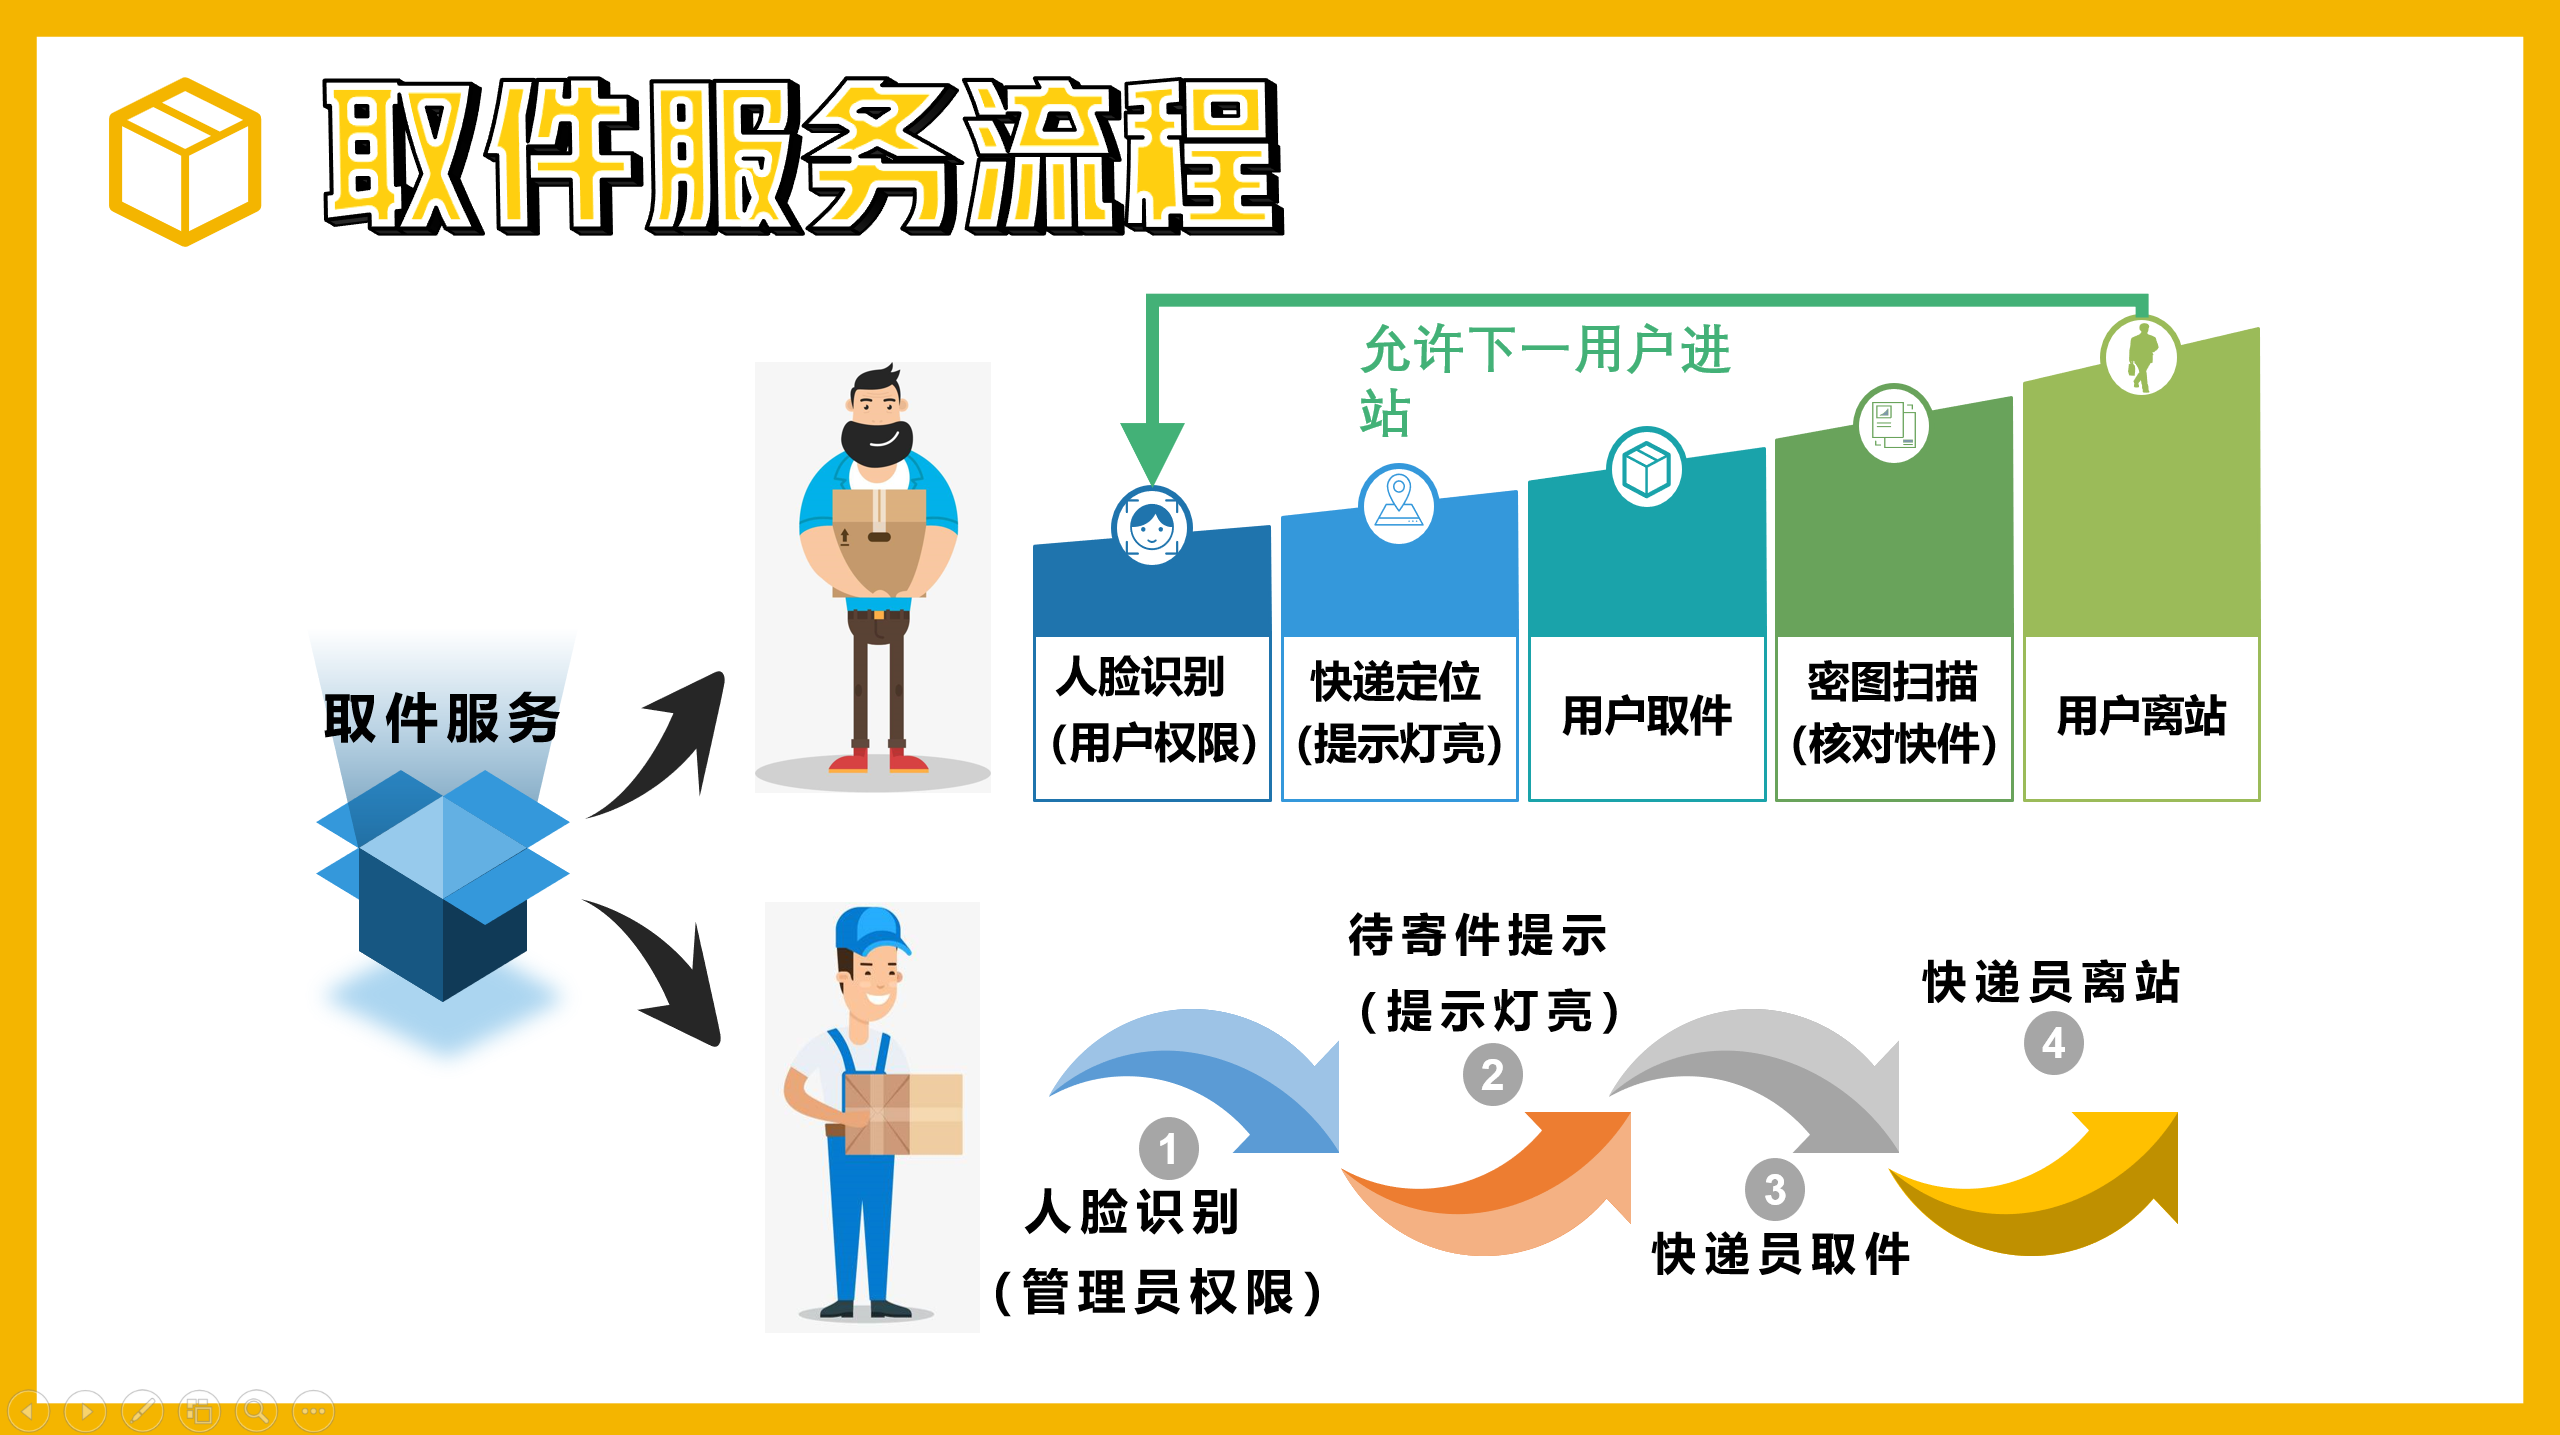 取件服务流程
允许下一用户进
站
取件服务
人脸识别
(用户权限)
快递定位
(提示灯亮)
用户取件
密图扫描
(核对快件)
用户离站
1
人脸识别
(管理员权限)
待寄件提示
(提示灯亮)
2
3
快递员取件
快递员离站
4